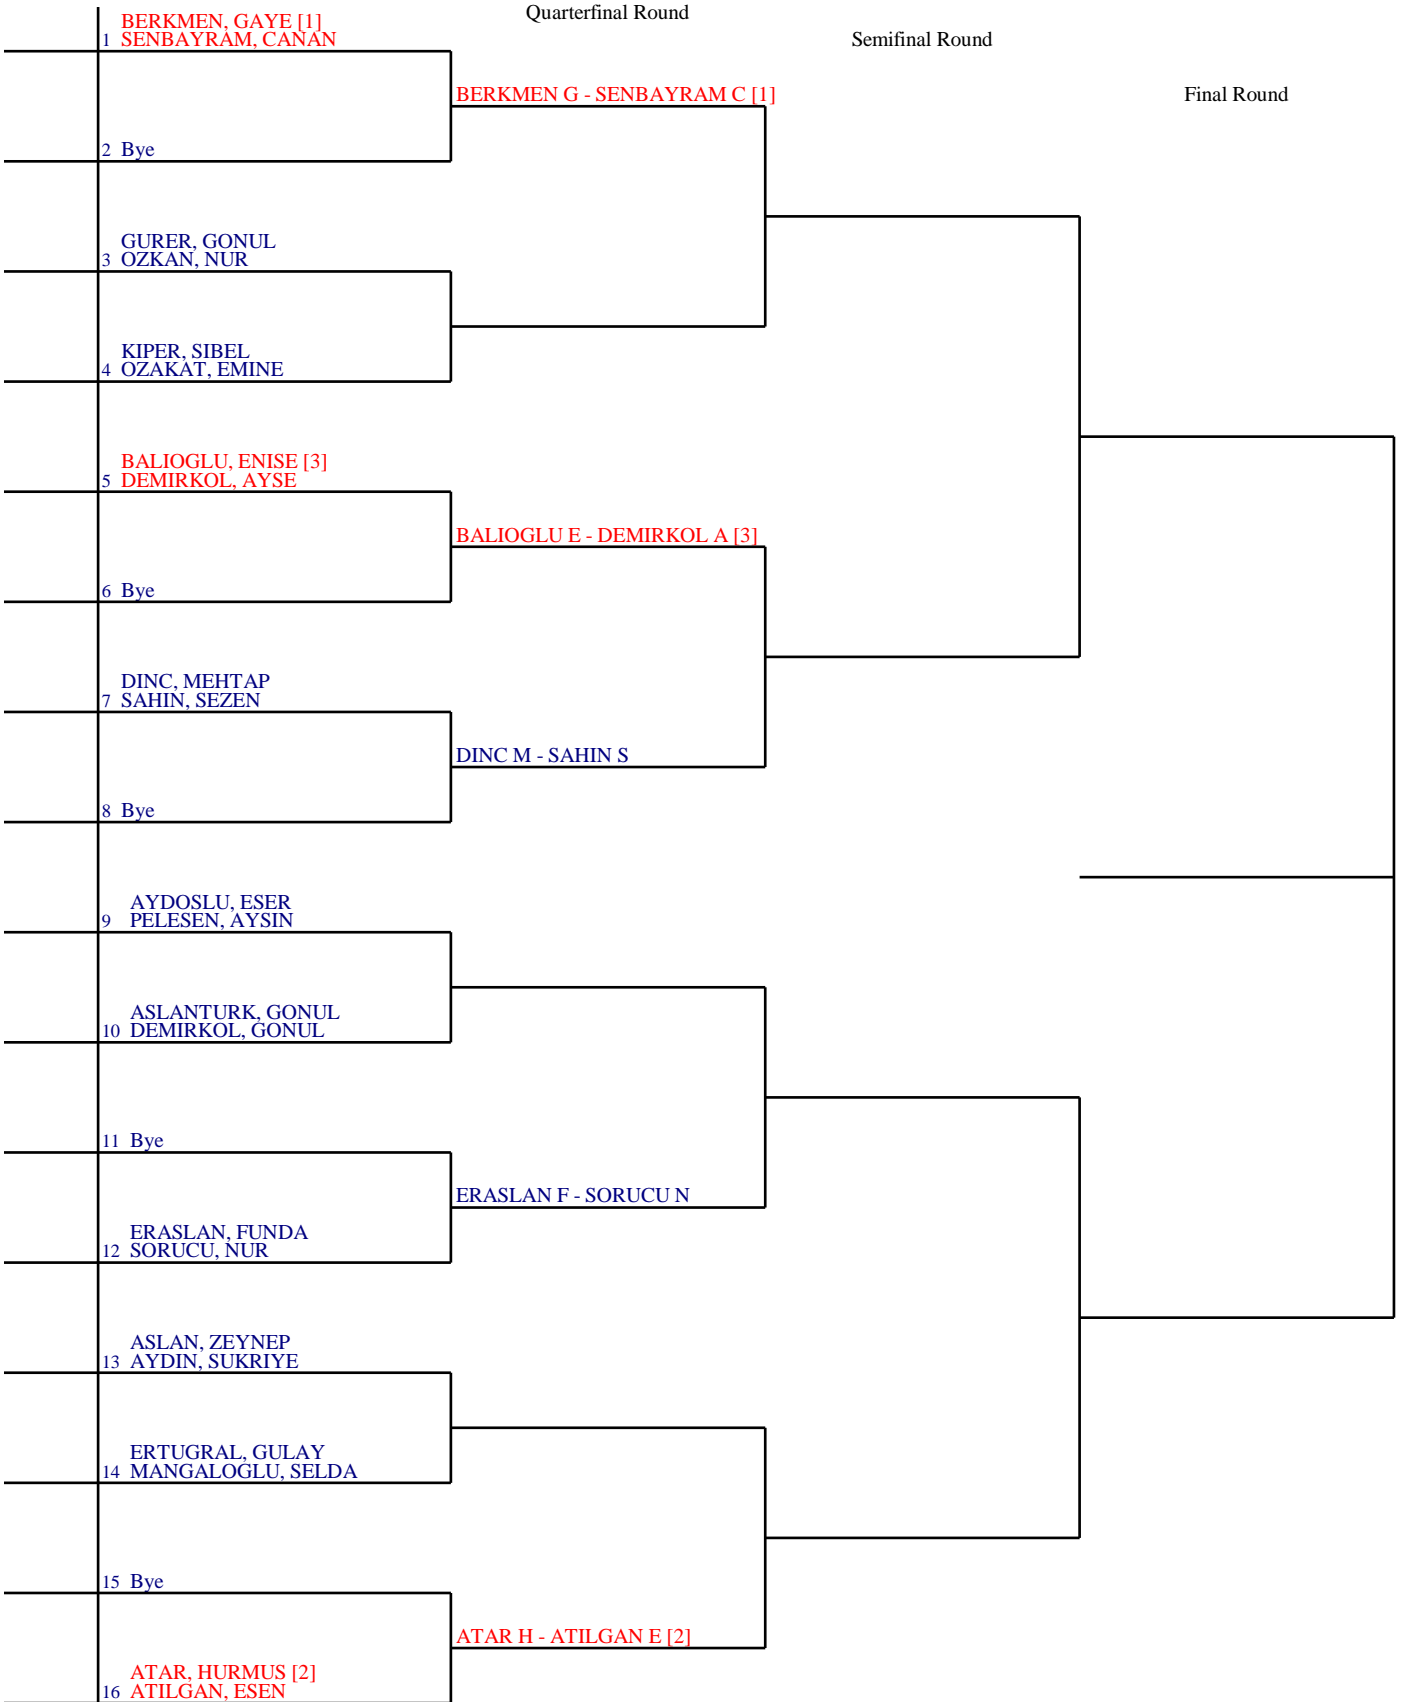 Quarterfinal Round
Semifinal Round
Final Round
BERKMEN, GAYE [1]
1 SENBAYRAM, CANAN
BERKMEN G - SENBAYRAM C [1]
2 Bye
GURER, GONUL
3 OZKAN, NUR
KIPER, SIBEL
4 OZAKAT, EMINE
BALIOGLU, ENISE [3]
5 DEMIRKOL, AYSE
BALIOGLU E - DEMIRKOL A [3]
6 Bye
DINC, MEHTAP
7 SAHIN, SEZEN
DINC M - SAHIN S
8 Bye
AYDOSLU, ESER
9 PELESEN, AYSIN
ASLANTURK, GONUL
10 DEMIRKOL, GONUL
11 Bye
ERASLAN F - SORUCU N
ERASLAN, FUNDA
12 SORUCU, NUR
ASLAN, ZEYNEP
13 AYDIN, SUKRIYE
ERTUGRAL, GULAY
14 MANGALOGLU, SELDA
15 Bye
ATAR H - ATILGAN E [2]
ATAR, HURMUS [2]
16 ATILGAN, ESEN